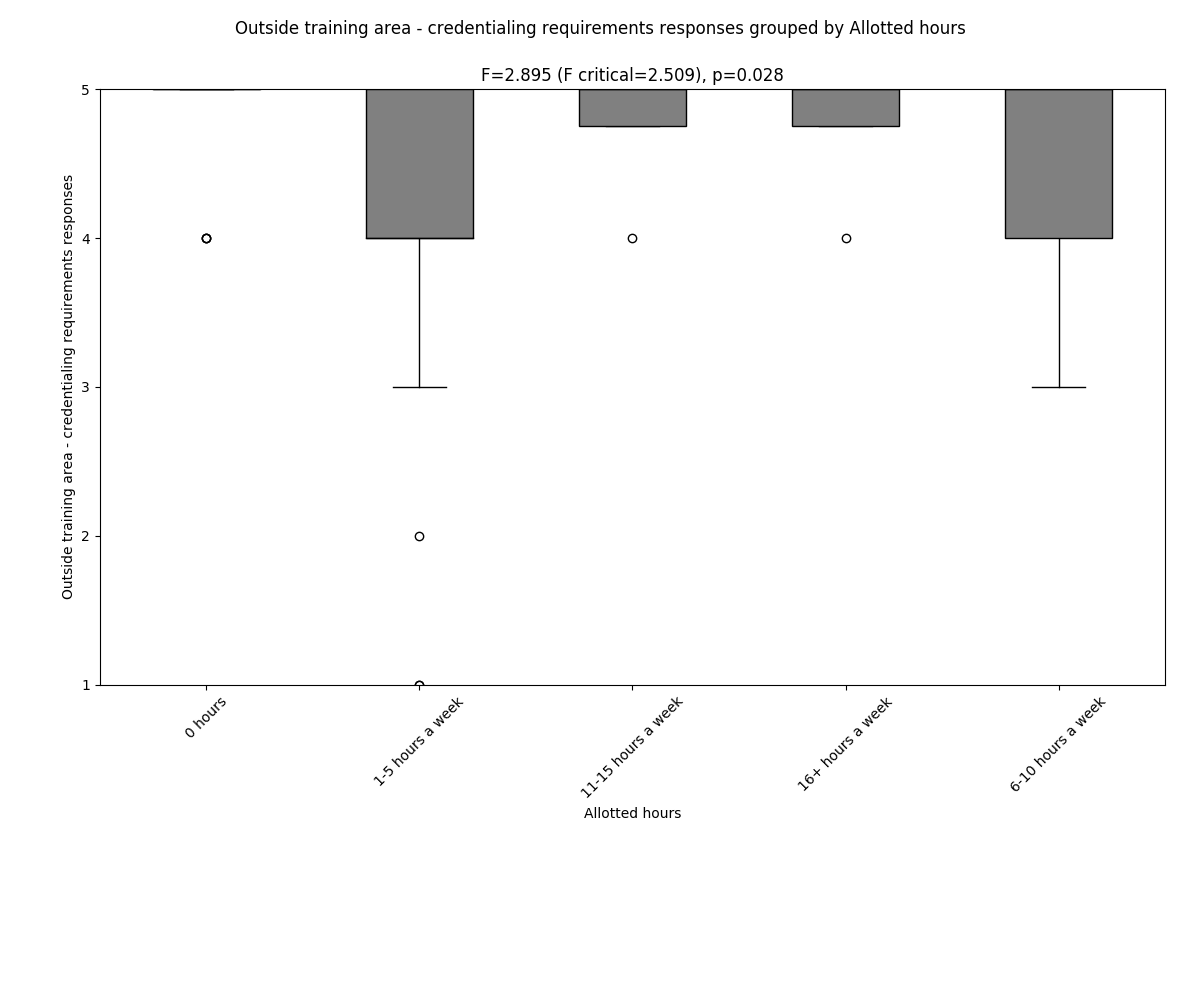 Outside training area - credentialing requirements responses grouped by Allotted hours
F=2.895 (F critical=2.509), p=0.028
Outside training area - credentialing requirements responses
5
4
3
2
1
0 hours
1-5 hours a week
11-15 hours a week
16+ hours a week
6-10 hours a week
Allotted hours